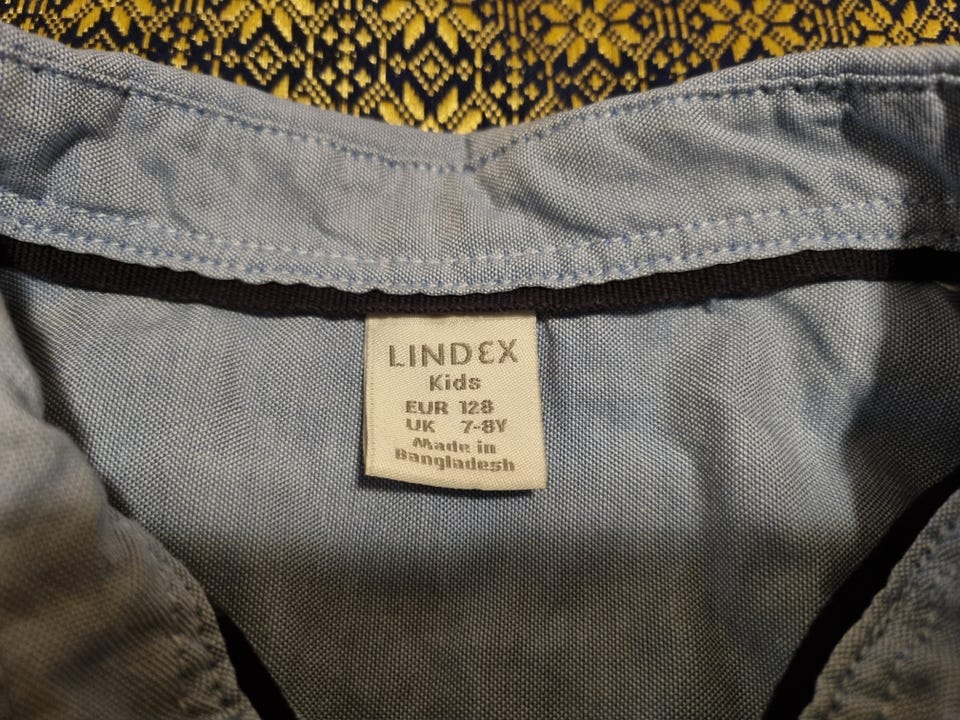 LINDEX
Kids
EUR 128
UK 7-8Y
Made in
Bangladesh